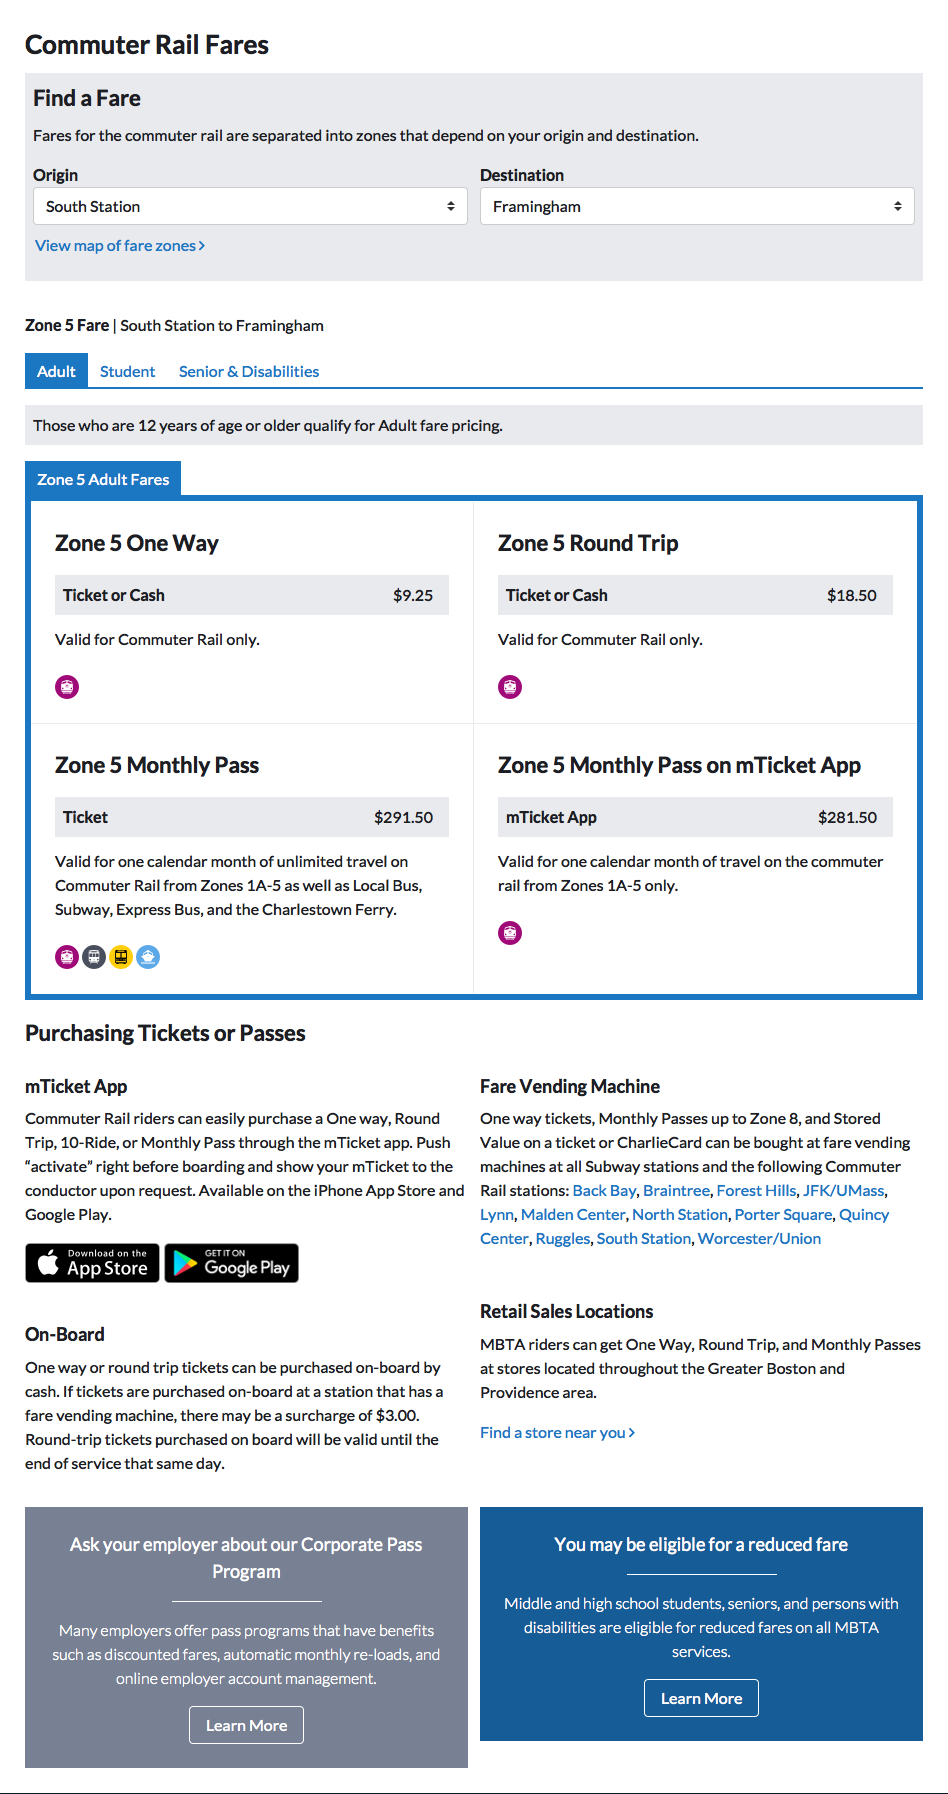 Commuter Rail Fares
Find a Fare
Fares for the commuter rail are separated into zones that depend on your origin and destination.
Origin
South Station
Destination
Framingham
View map of fare zones
Zone 5 Fare | South Station to Framingham
Adult Student Senior & Disabilities
Those who are 12 years of age or older qualify for Adult fare pricing.
Zone 5 Adult Fares
Zone 5 One Way
Ticket or Cash $9.25
Valid for Commuter Rail only.
Zone 5 Round Trip
Ticket or Cash $18.50
Valid for Commuter Rail only.
Zone 5 Monthly Pass
Ticket $291.50
Valid for one calendar month of unlimited travel on
Commuter Rail from Zones 1A-5 as well as Local Bus,
Subway, Express Bus, and the Charlestown Ferry.
Zone 5 Monthly Pass on mTicket App
mTicket App $281.50
Valid for one calendar month of travel on the commuter
rail from Zones 1A-5 only.
Purchasing Tickets or Passes
mTicket App
Commuter Rail riders can easily purchase a One way, Round
Trip, 10-Ride, or Monthly Pass through the mTicket app. Push
“activate” right before boarding and show your mTicket to the
conductor upon request. Available on the iPhone App Store and
Google Play.
Download on the
App Store
GET IT ON
Google Play
On-Board
One way or round trip tickets can be purchased on-board by
cash. If tickets are purchased on-board at a station that has a
fare vending machine, there may be a surcharge of $3.00.
Round-trip tickets purchased on board will be valid until the
end of service that same day.
Fare Vending Machine
One way tickets, Monthly Passes up to Zone 8, and Stored
Value on a ticket or CharlieCard can be bought at fare vending
machines at all Subway stations and the following Commuter
Rail stations: Back Bay, Braintree, Forest Hills, JFK/UMass,
Lynn, Malden Center, North Station, Porter Square, Quincy
Center, Ruggles, South Station, Worcester/Union
Retail Sales Locations
MBTA riders can get One Way, Round Trip, and Monthly Passes
at stores located throughout the Greater Boston and
Providence area.
Find a store near you
Ask your employer about our Corporate Pass
Program
Many employers offer pass programs that have benefits
such as discounted fares, automatic monthly re-loads, and
online employer account management.
Learn More
You may be eligible for a reduced fare
Middle and high school students, seniors, and persons with
disabilities are eligible for reduced fares on all MBTA
services.
Learn More